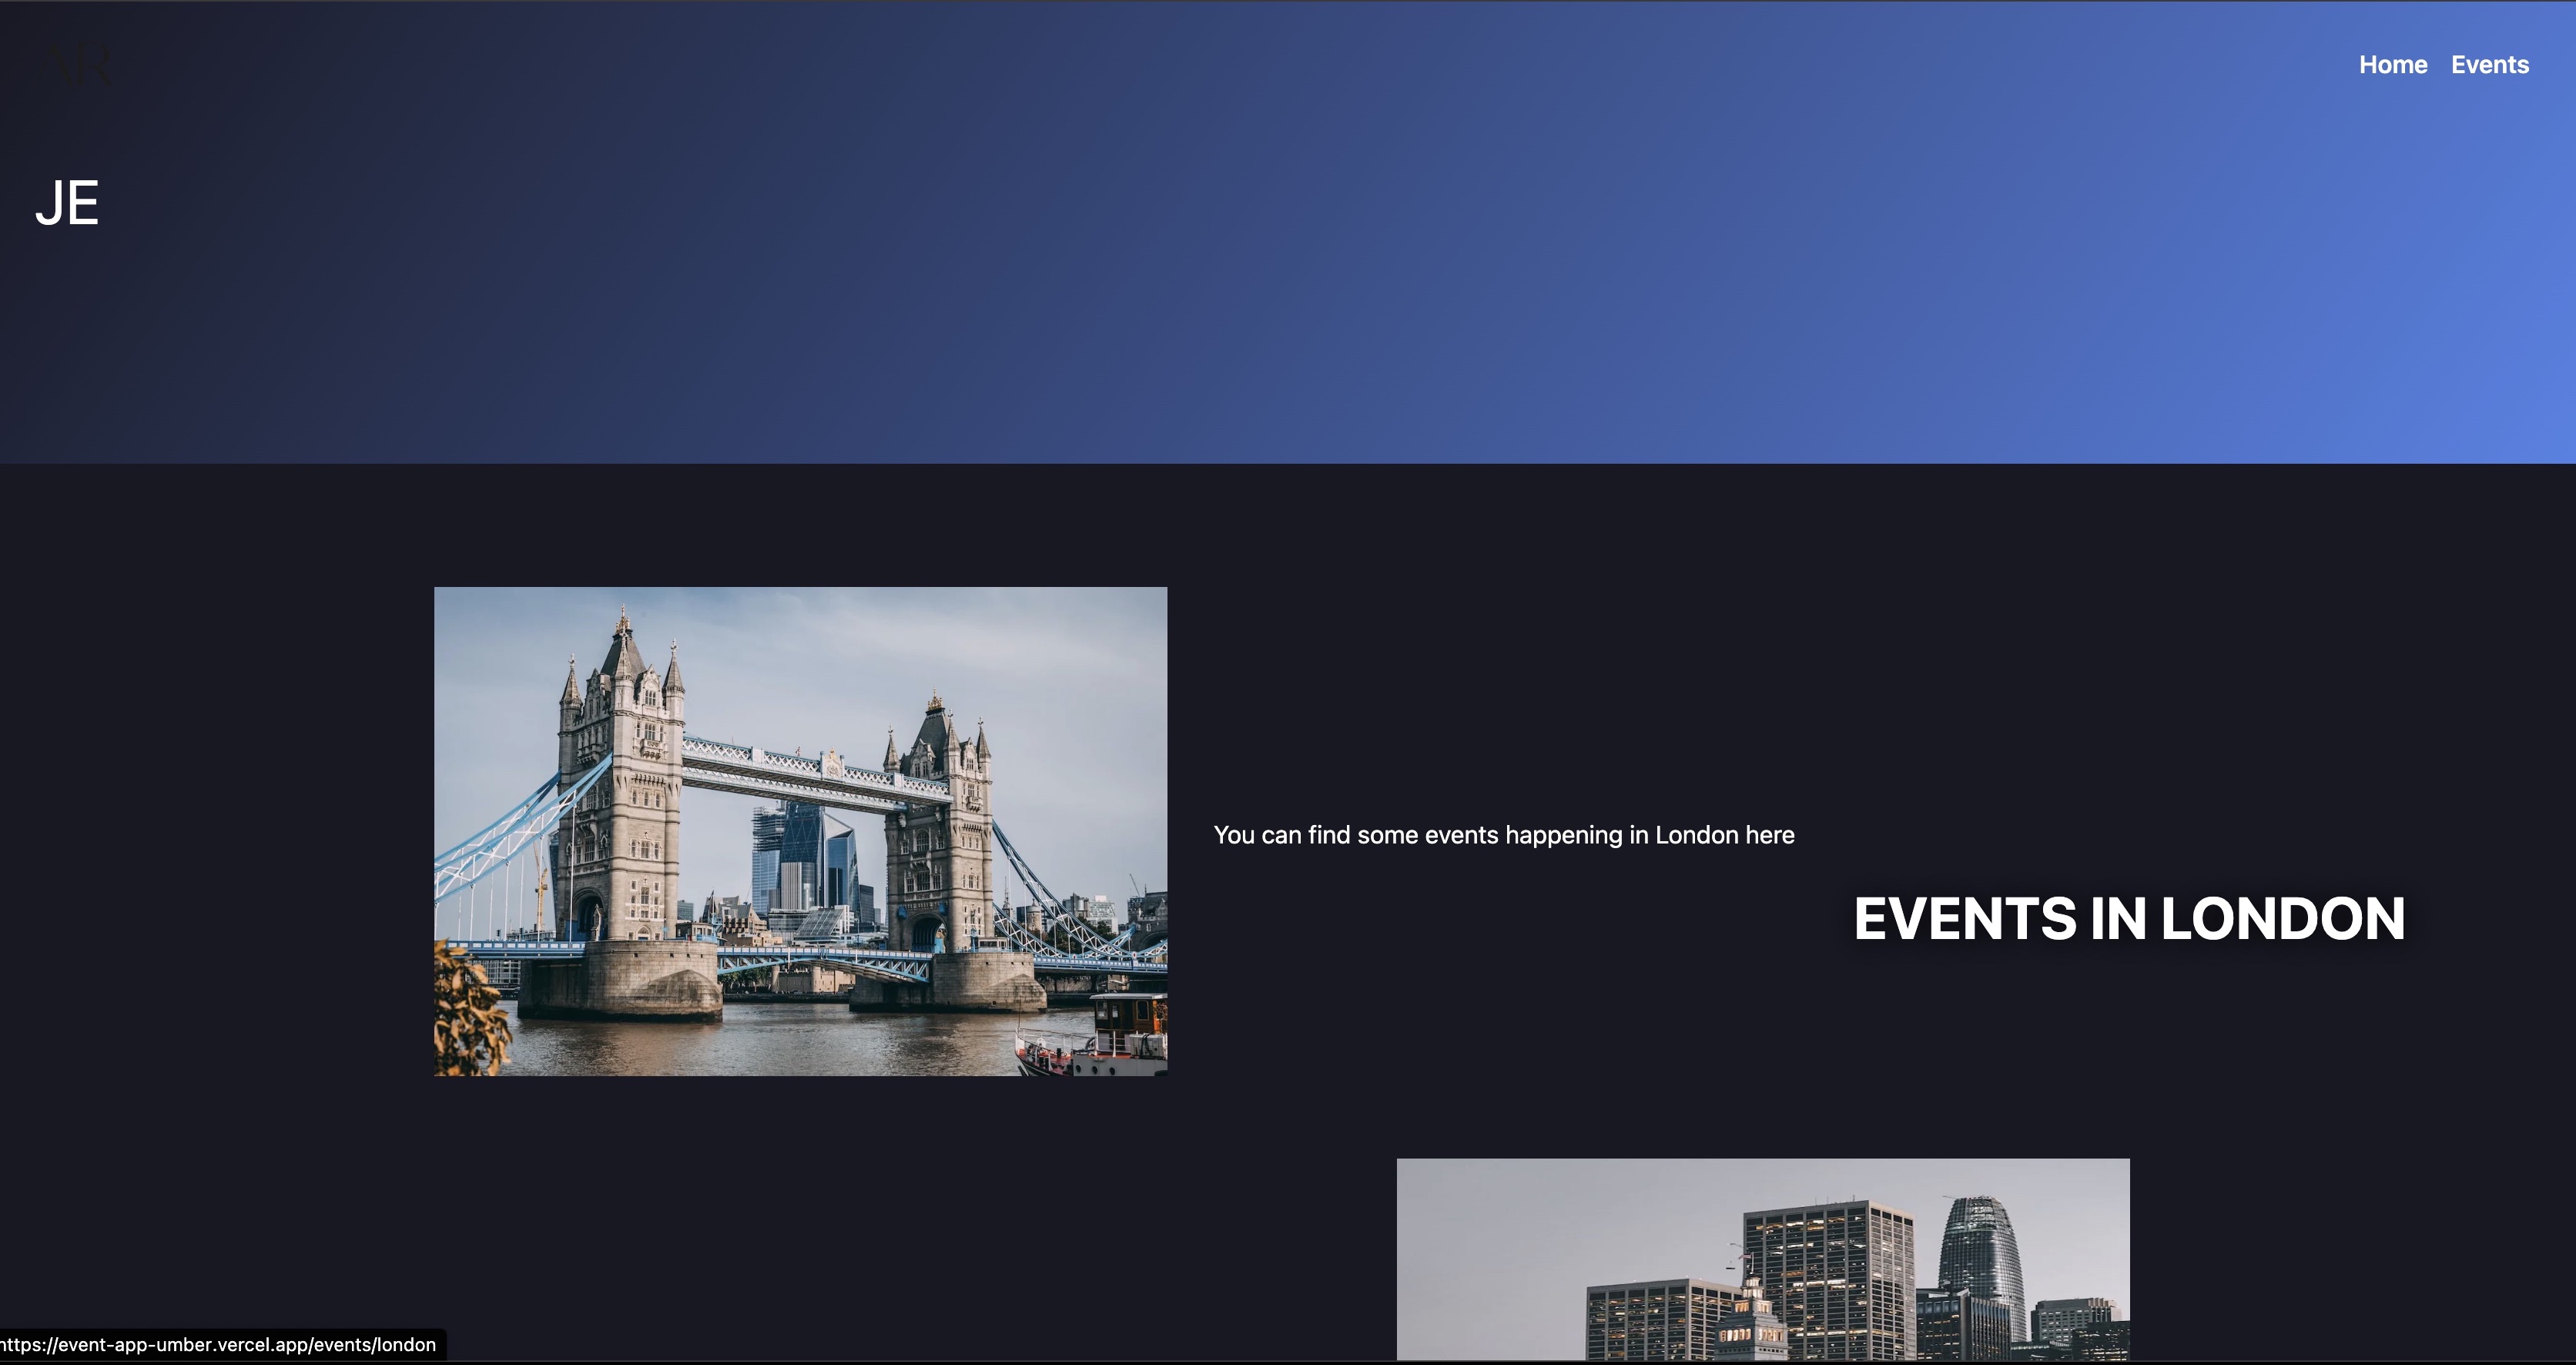 Home Events
JE
You can find some events happening in London here
EVENTS IN LONDON
https://event-app-umber.vercel.app/events/london